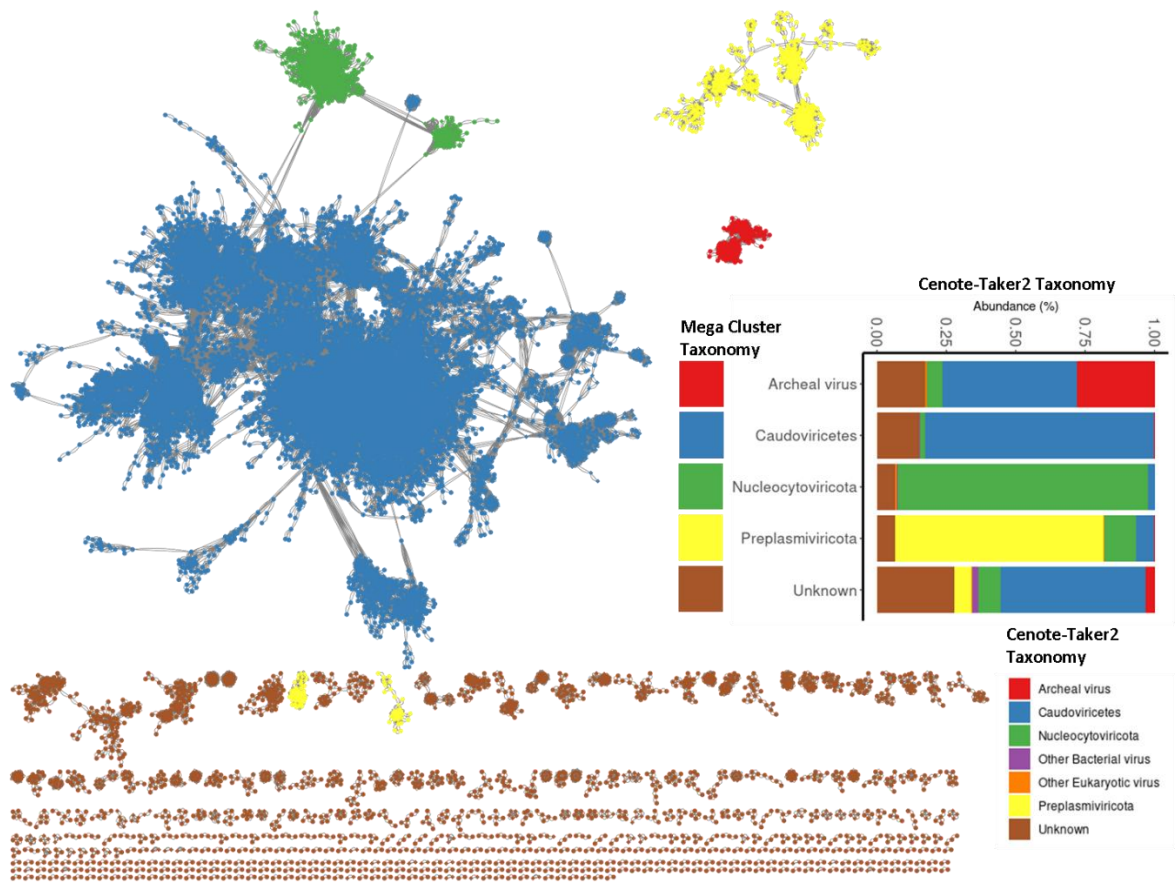 Cenote-Taker2 Taxonomy
Abundance (%)
0.00 0.25 0.50 0.75 1.00
Mega Cluster
Taxonomy
Archeal virus
Caudoviricetes
Nucleocytoviricota
Preplasmiviricota
Unknown
Cenote-Taker2
Taxonomy
Archeal virus
Caudoviricetes
Nucleocytoviricota
Other Bacterial virus
Other Eukaryotic virus
Preplasmiviricota
Unknown